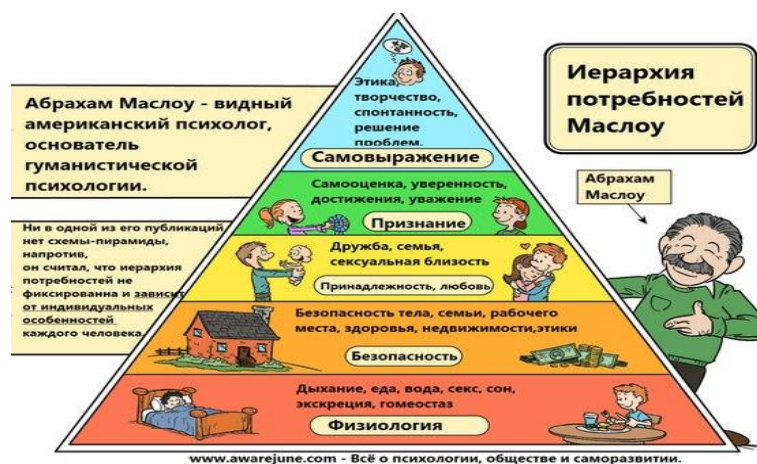 Иерархия
потребностей
Маслоу
Абрахам Маслоу - видный
американский психолог,
основатель
гуманистической
психологии.
Ни в одной из его публикаций
нет схемы-пирамиды,
напротив,
он считал, что иерархия
потребностей не
фиксированна и зависит
от индивидуальных
особенностей
каждого человека.
Абрахам
Маслоу
Этика,
творчество,
спонтанность,
решение
проблем.
Самовыражение
Самооценка, уверенность,
достижения, уважение
Признание
Дружба, семья,
сексуальная близость
Принадлежность, любовь
Безопасность тела, семьи, рабочего
места, здоровья, недвижимости,этики
Безопасность
Дыхание, еда, вода, секс, сон,
экскреция, гомеостаз
Физиология
www.awarejune.com - Всё о психологии, обществе и саморазвитии.